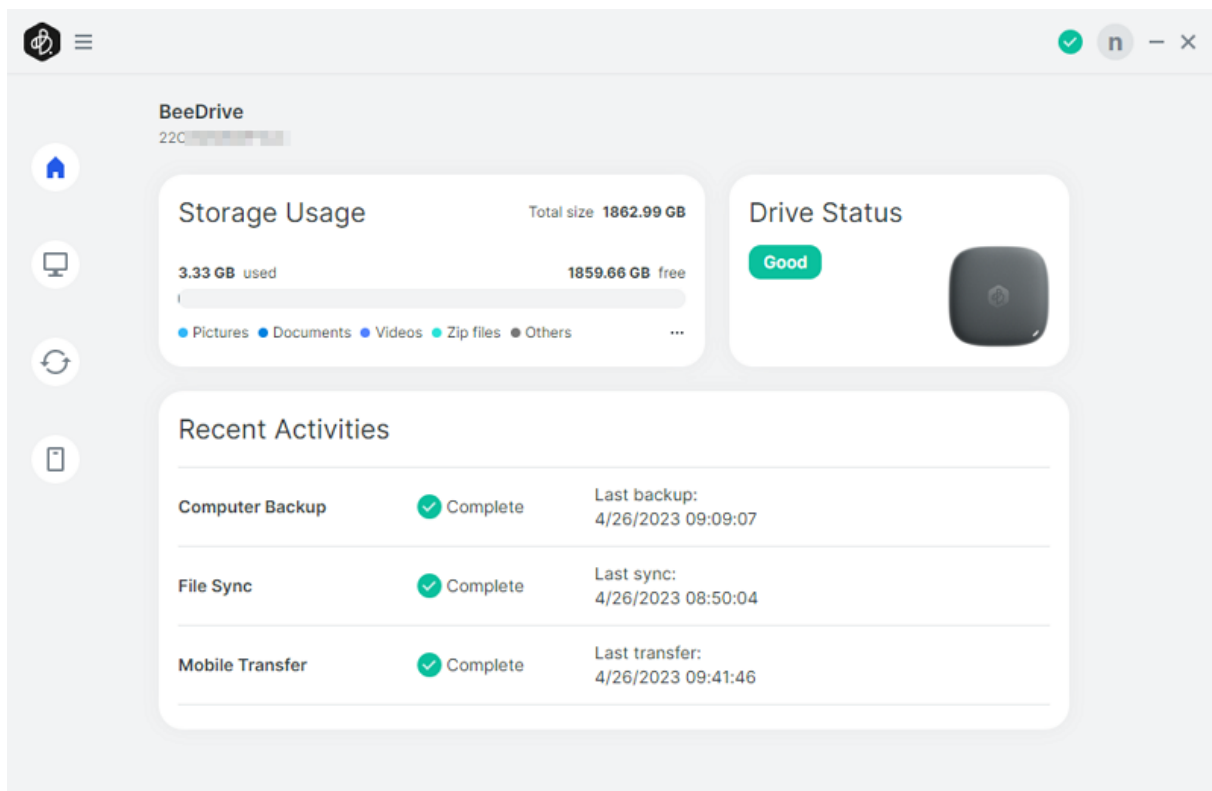 n
BeeDrive
Storage Usage
Total size 1862.99 GB
3.33 GB used
1859.66 GB free
Pictures Documents Videos Zip files Others
Drive Status
Good
Recent Activities
Computer Backup
Complete
Last backup:
4/26/2023 09:09:07
File Sync
Complete
Last sync:
4/26/2023 08:50:04
Mobile Transfer
Complete
Last transfer:
4/26/2023 09:41:46